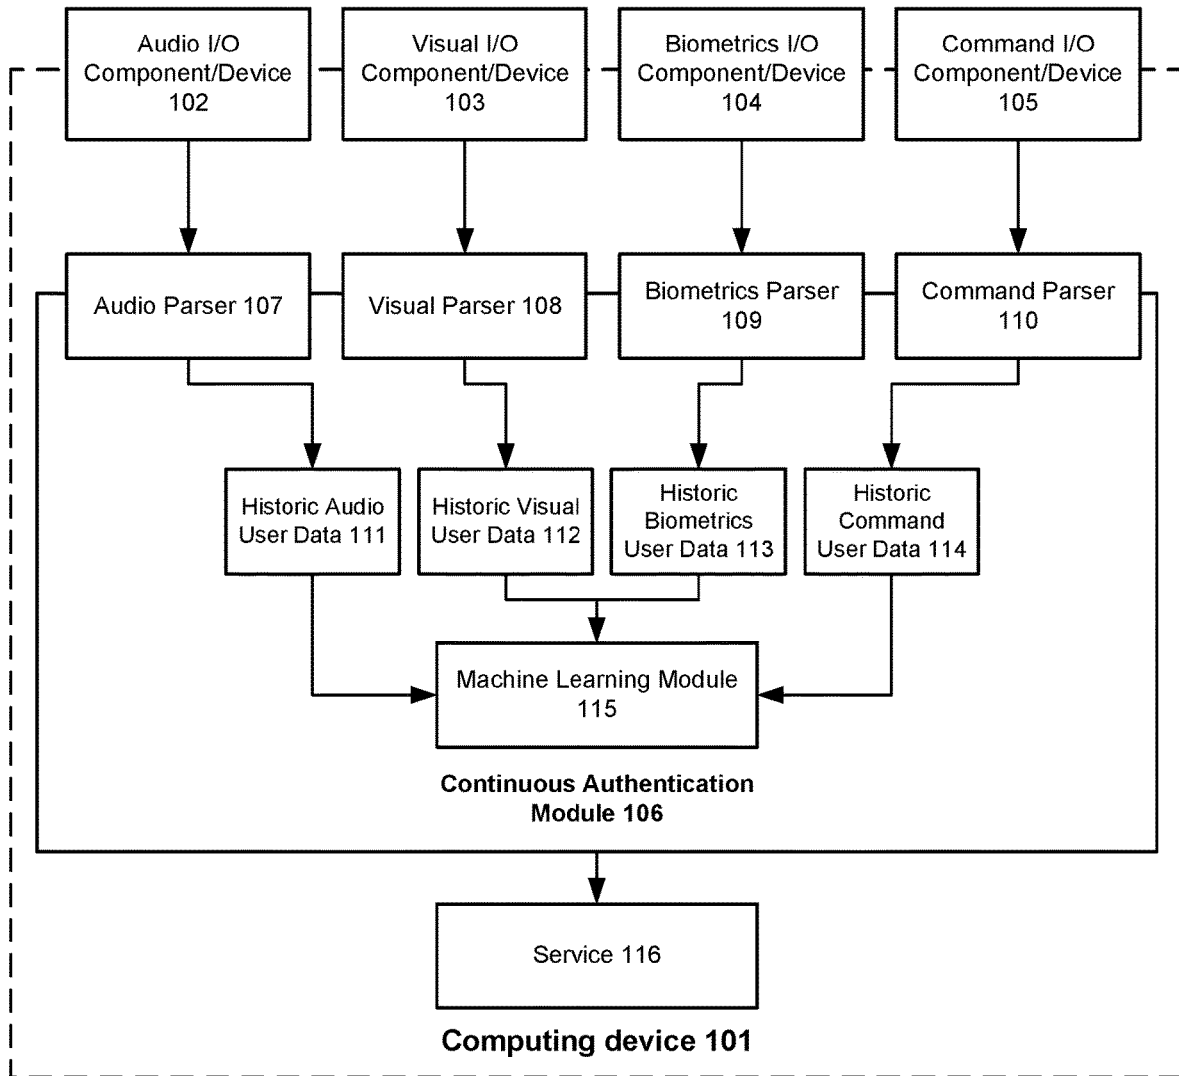 Audio I/O
Component/Device
102
Visual I/O
Component/Device
103
Biometrics I/O
Component/Device
104
Command I/O
Component/Device
105
Audio Parser 107
Visual Parser 108
Biometrics Parser
109
Command Parser
110
Historic Audio
User Data 111
Historic Visual
User Data 112
Historic
Biometrics
User Data 113
Historic
Command
User Data 114
Machine Learning Module
115
Continuous Authentication
Module 106
Service 116
Computing device 101